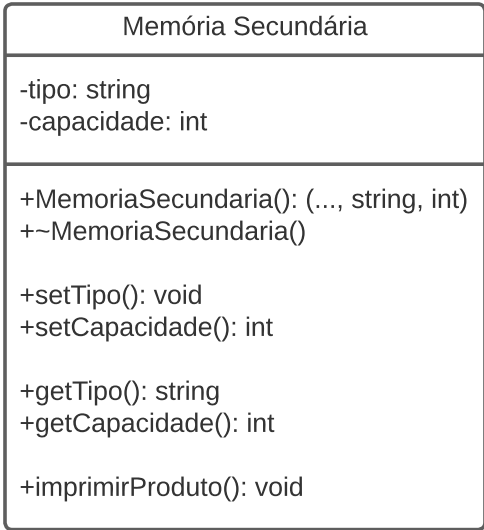 Memória Secundária
-tipo: string
-capacidade: int
+MemoriaSecundaria(): (..., string, int)
+~MemoriaSecundaria()
+setTipo(): void
+setCapacidade(): int
+getTipo(): string
+getCapacidade(): int
+imprimirProduto(): void